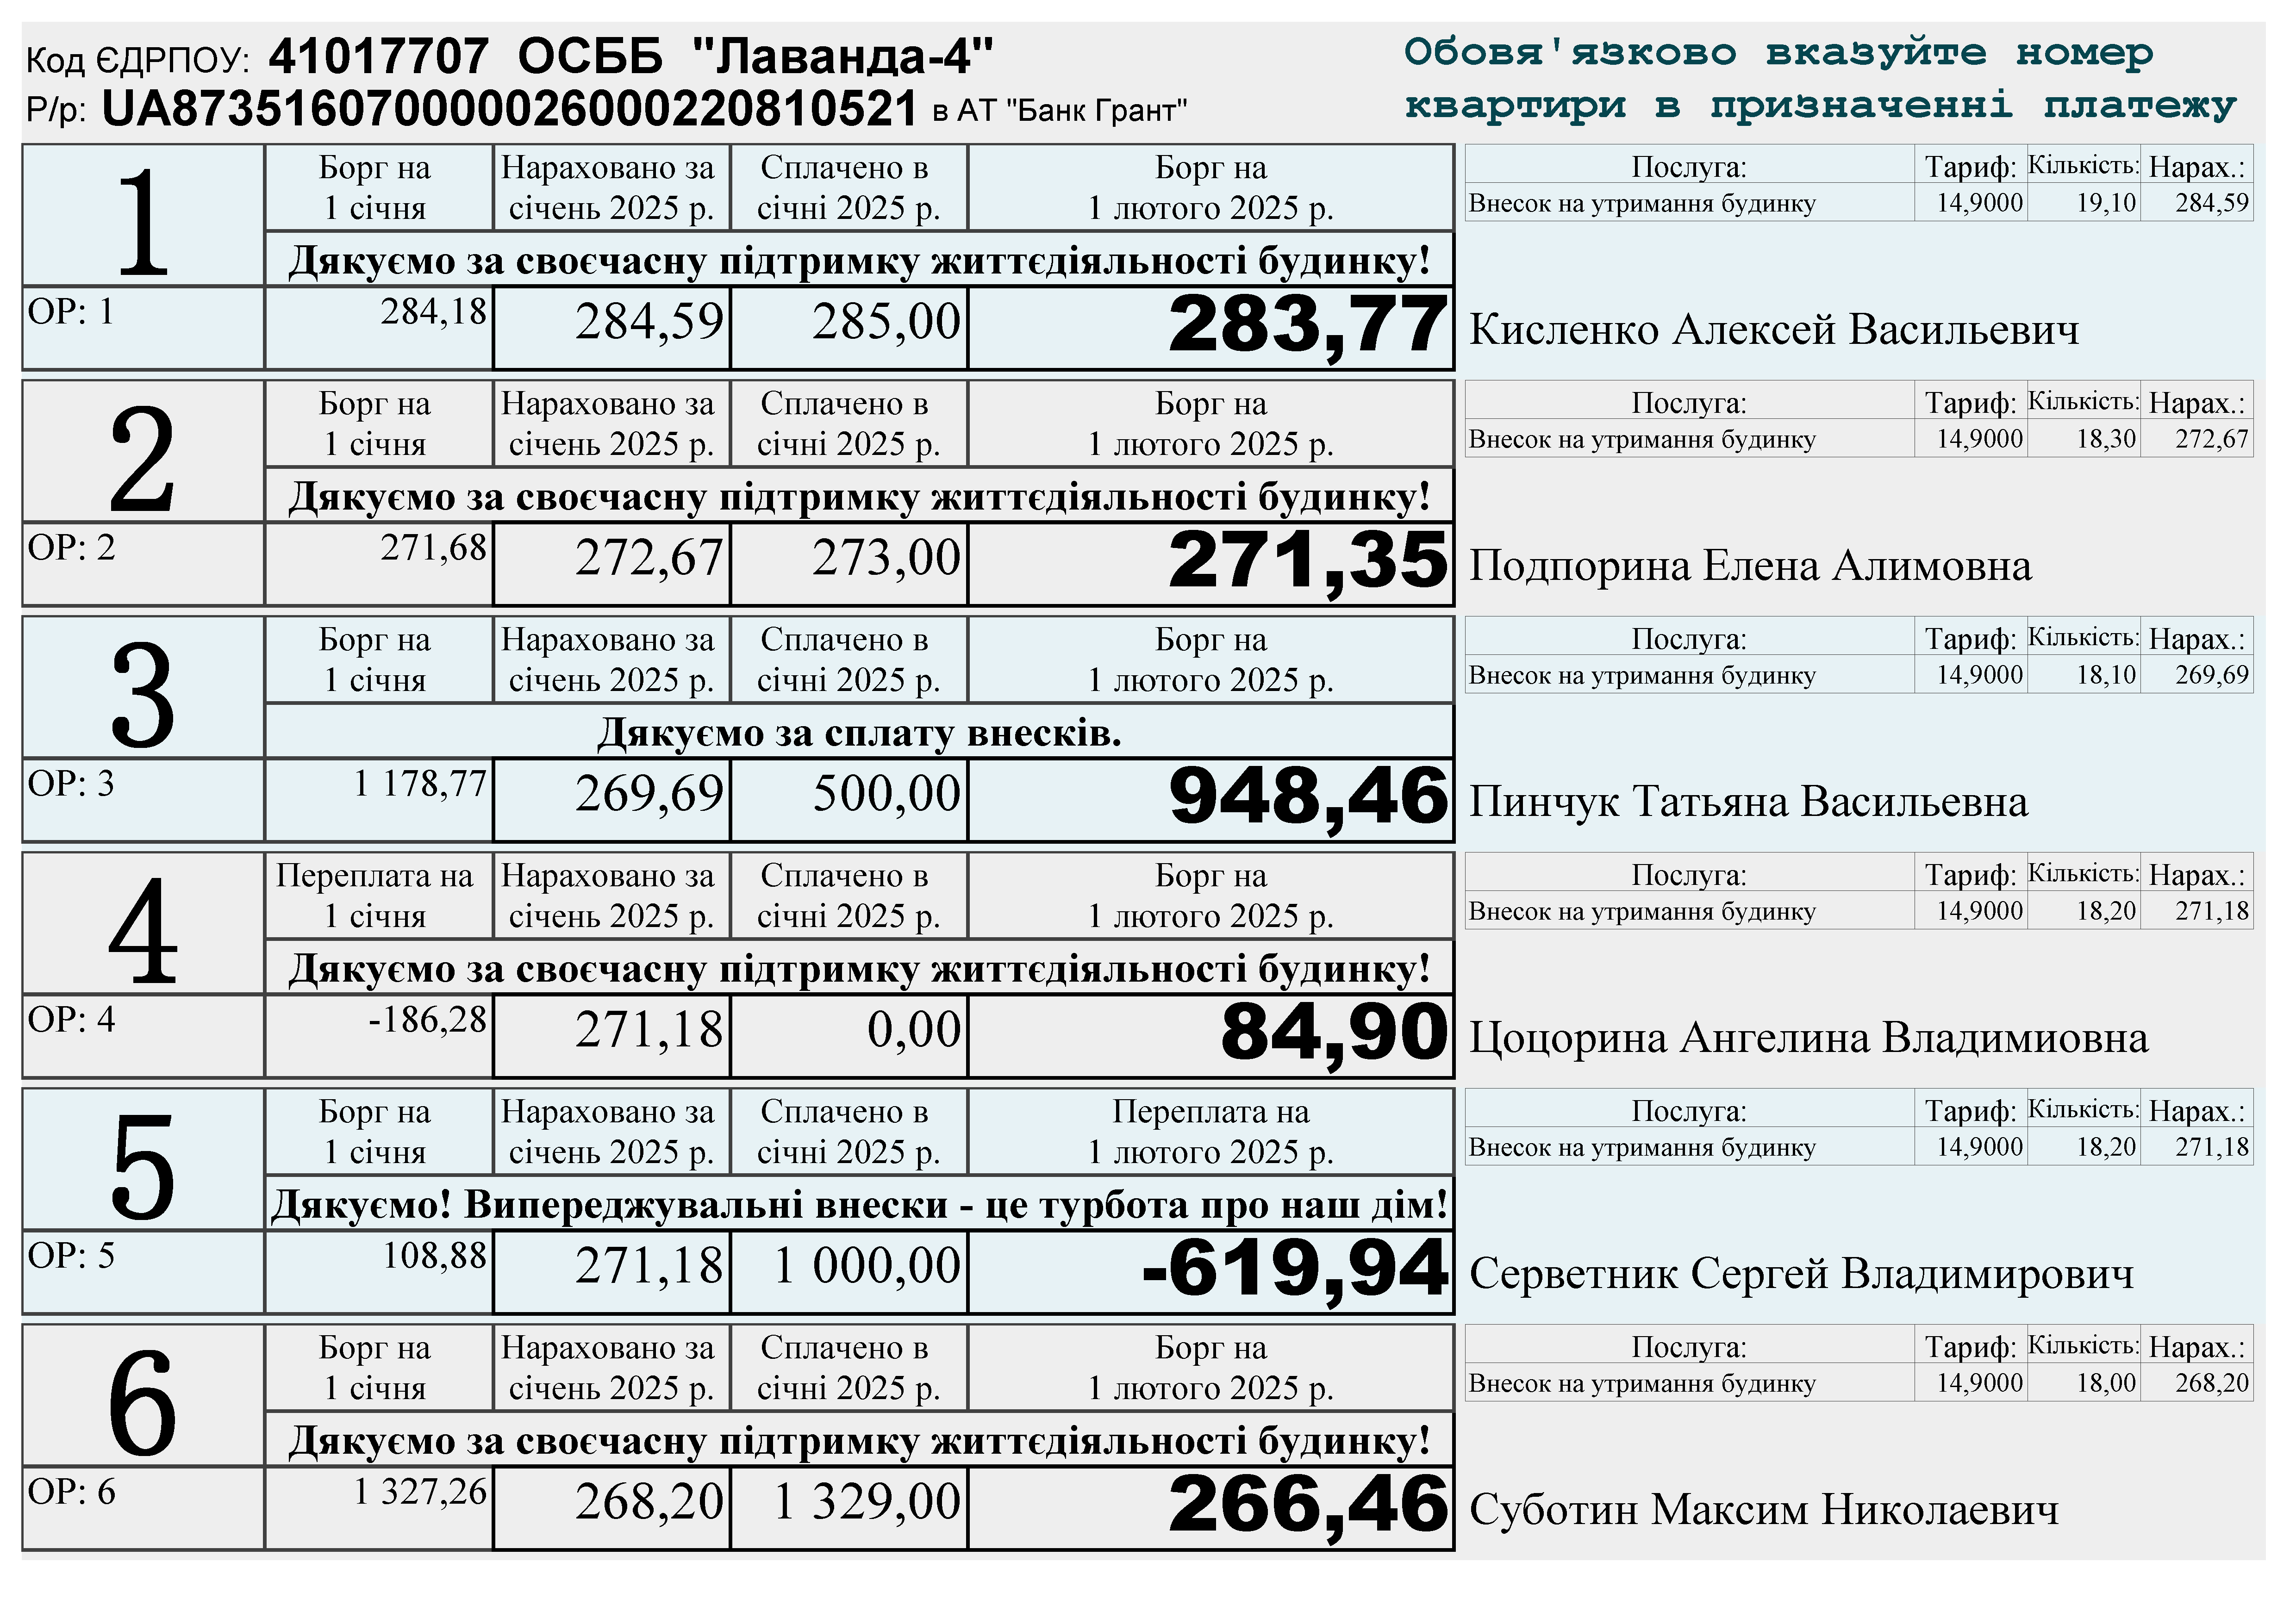 Код ЄДРПОУ: 41017707 ОСББ "Лаванда-4"
Р/р: UA873516070000026000220810521 в АТ "Банк Грант"
Обовя'язково вказуйте номер
квартири в призначенні платежу
1
Борг на
1 січня
Нараховано за
січень 2025 р.
Сплачено в
січні 2025 р.
Борг на
1 лютого 2025 р.
Дякуємо за своєчасну підтримку життєдіяльності будинку!
ОР: 1 284,18 284,59 285,00 283,77
Послуга: Тариф: Кількість: Нарах.:
Внесок на утримання будинку 14,9000 19,10 284,59
Кисленко Алексей Васильевич
2
Борг на
1 січня
Нараховано за
січень 2025 р.
Сплачено в
січні 2025 р.
Борг на
1 лютого 2025 р.
Дякуємо за своєчасну підтримку життєдіяльності будинку!
ОР: 2 271,68 272,67 273,00 271,35
Послуга: Тариф: Кількість: Нарах.:
Внесок на утримання будинку 14,9000 18,30 272,67
Подпорина Елена Алимовна
3
Борг на
1 січня
Нараховано за
січень 2025 р.
Сплачено в
січні 2025 р.
Борг на
1 лютого 2025 р.
Дякуємо за сплату внесків.
ОР: 3 1 178,77 269,69 500,00 948,46
Послуга: Тариф: Кількість: Нарах.:
Внесок на утримання будинку 14,9000 18,10 269,69
Пинчук Татьяна Васильевна
4
Переплата на
1 січня
Нараховано за
січень 2025 р.
Сплачено в
січні 2025 р.
Борг на
1 лютого 2025 р.
Дякуємо за своєчасну підтримку життєдіяльності будинку!
ОР: 4 -186,28 271,18 0,00 84,90
Послуга: Тариф: Кількість: Нарах.:
Внесок на утримання будинку 14,9000 18,20 271,18
Цоцорина Ангелина Владимиовна
5
Борг на
1 січня
Нараховано за
січень 2025 р.
Сплачено в
січні 2025 р.
Переплата на
1 лютого 2025 р.
Дякуємо! Випереджувальні внески - це турбота про наш дім!
ОР: 5 108,88 271,18 1 000,00 -619,94
Послуга: Тариф: Кількість: Нарах.:
Внесок на утримання будинку 14,9000 18,20 271,18
Серветник Сергей Владимирович
6
Борг на
1 січня
Нараховано за
січень 2025 р.
Сплачено в
січні 2025 р.
Борг на
1 лютого 2025 р.
Дякуємо за своєчасну підтримку життєдіяльності будинку!
ОР: 6 1 327,26 268,20 1 329,00 266,46
Послуга: Тариф: Кількість: Нарах.:
Внесок на утримання будинку 14,9000 18,00 268,20
Суботин Максим Николаевич